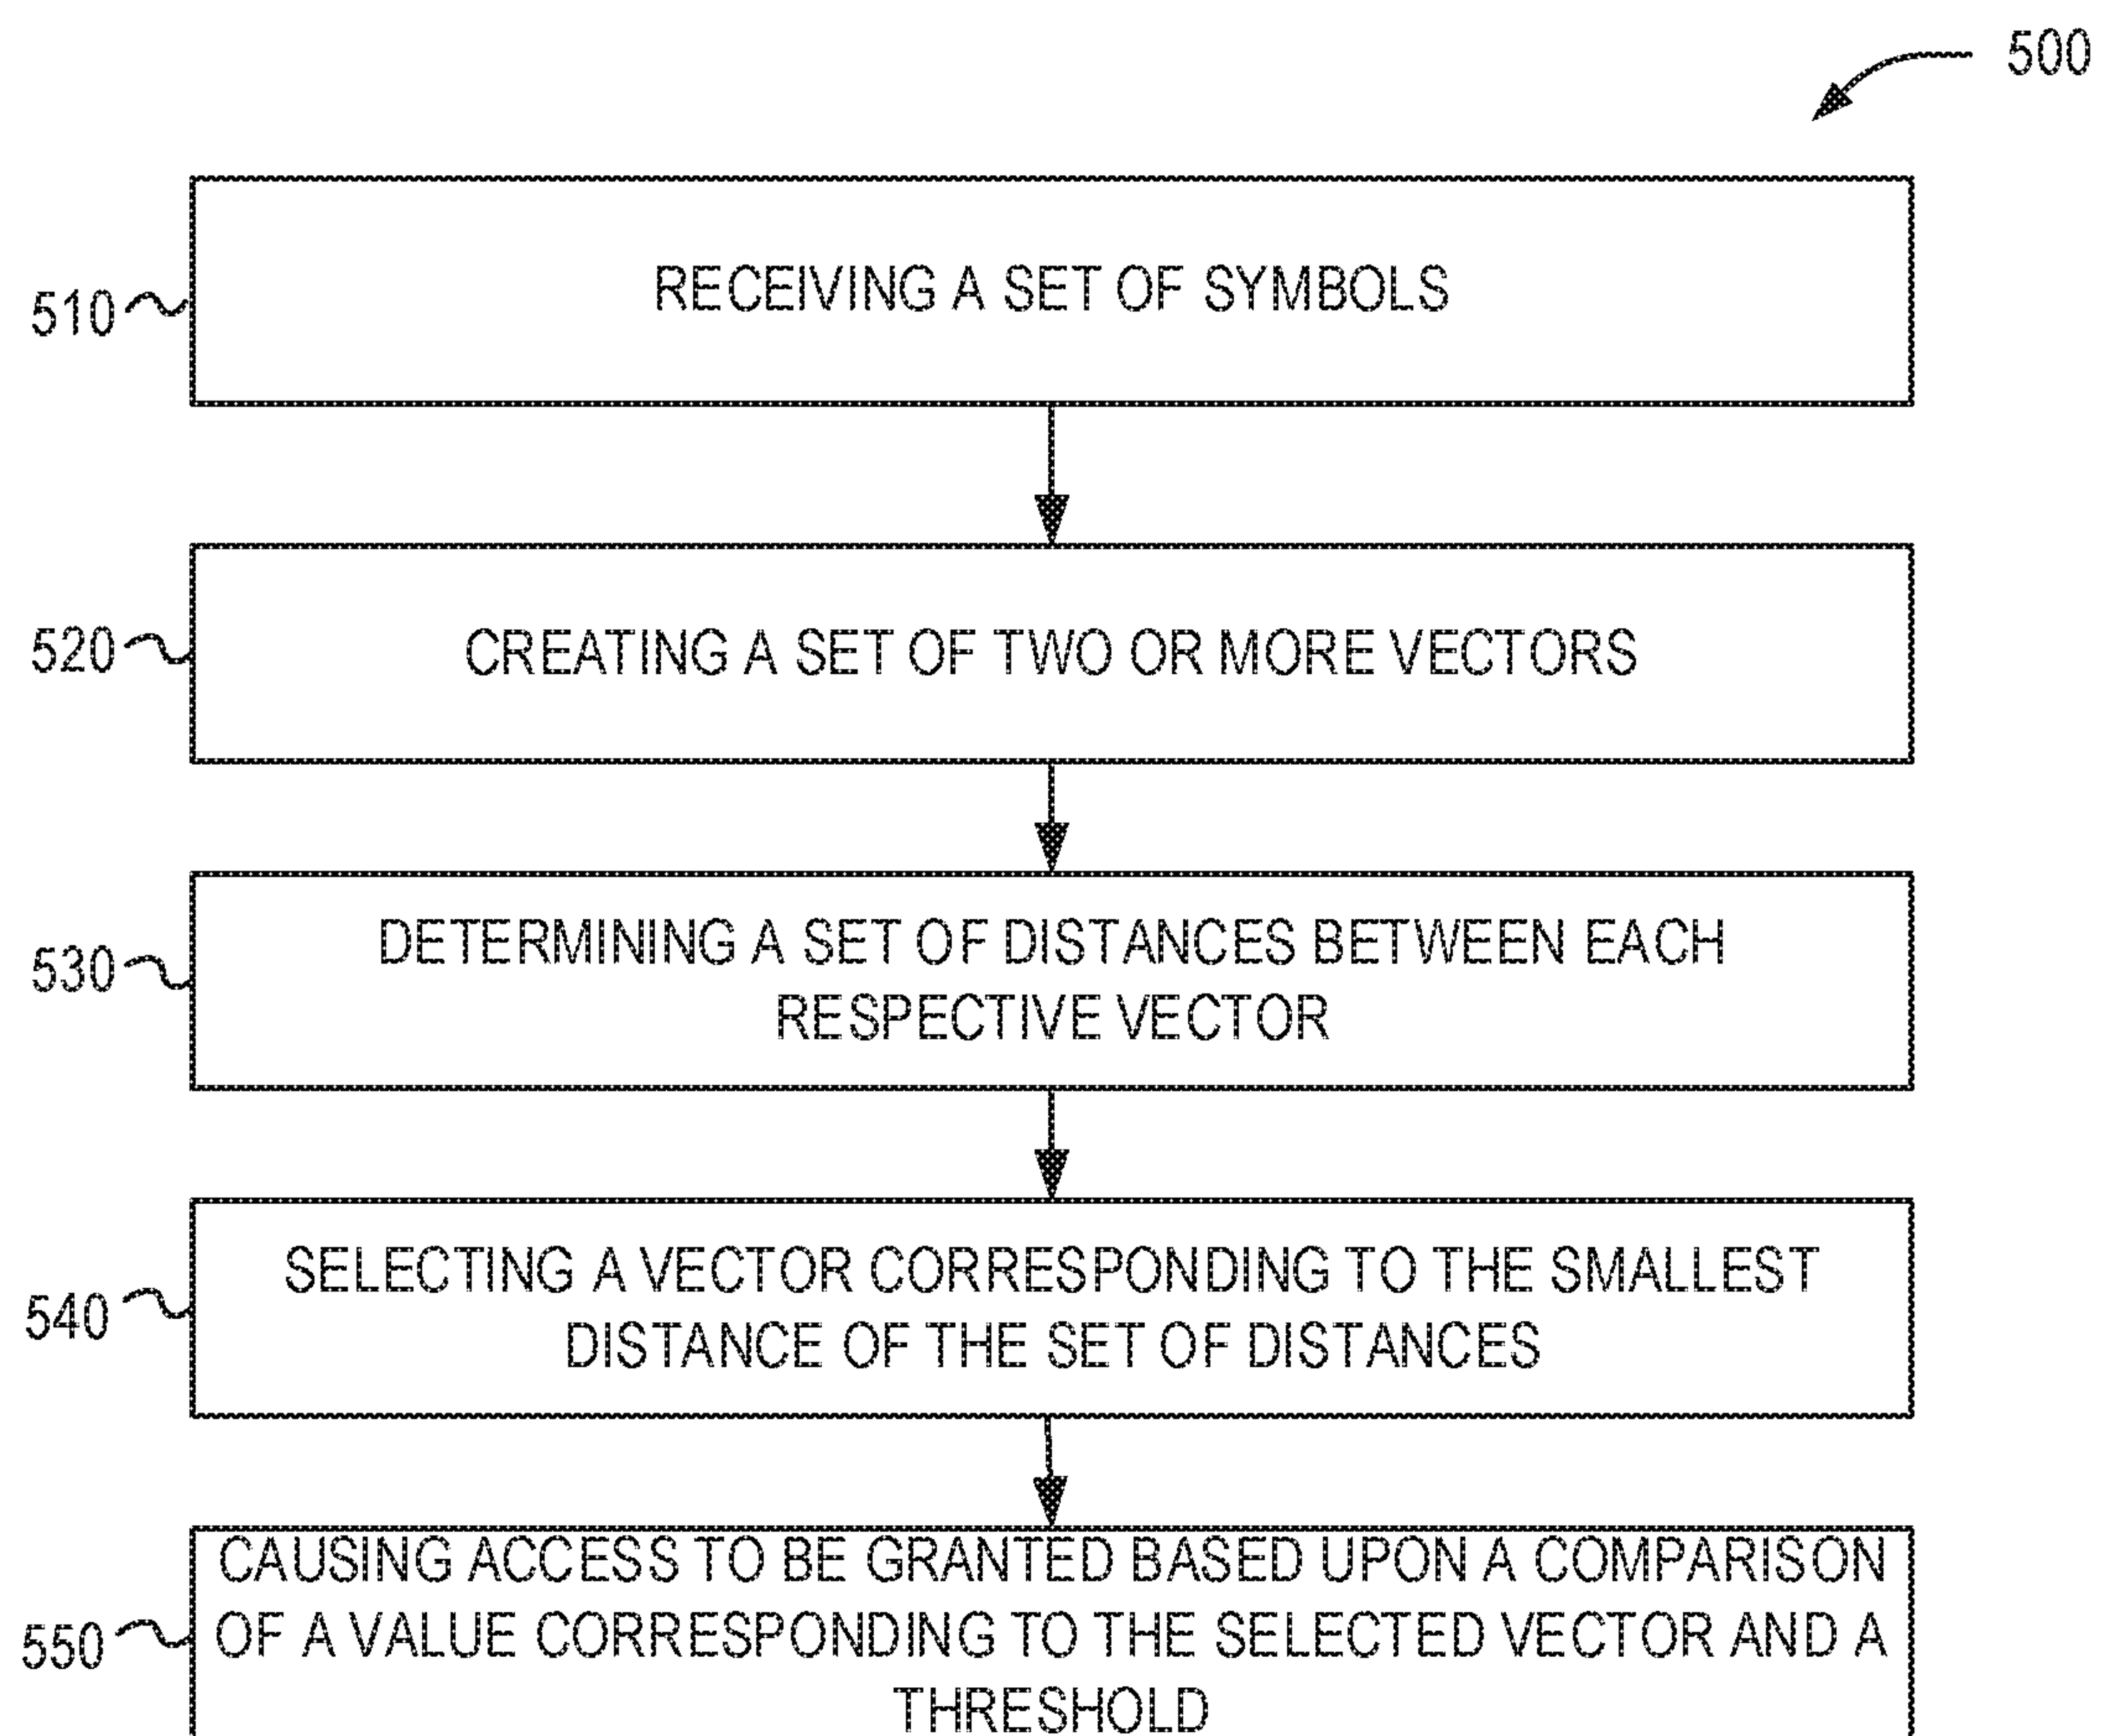 500
510
RECEIVING A SET OF SYMBOLS
520
CREATING A SET OF TWO OR MORE VECTORS
530
DETERMINING A SET OF DISTANCES BETWEEN EACH
RESPECTIVE VECTOR
540
SELECTING A VECTOR CORRESPONDING TO THE SMALLEST
DISTANCE OF THE SET OF DISTANCES
550
CAUSING ACCESS TO BE GRANTED BASED UPON A COMPARISON
OF A VALUE CORRESPONDING TO THE SELECTED VECTOR AND A
THRESHOLD